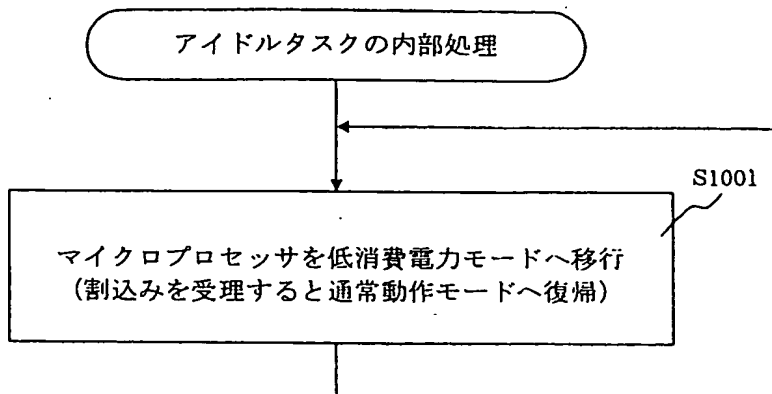 アイドルタスクの内部処理
S1001
マイクロプロセッサを低消費電力モードへ移行
(割込みを受理すると通常動作モードへ復帰)